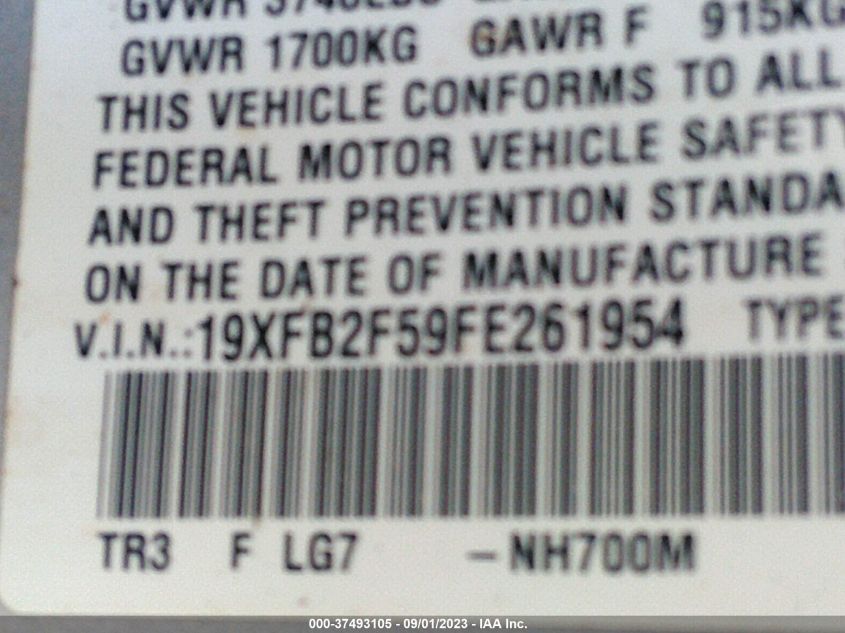 GVWR
GVWR 1700KG GAWR F 915KG
THIS VEHICLE CONFORMS TO ALL
FEDERAL MOTOR VEHICLE SAFETY
AND THEFT PREVENTION STANDA
ON THE DATE OF MANUFACTURE
V.I.N.:19XFB2F59FE261954 TYPE
TR3 F LG7 -NH700M
000-37493105 - 09/01/2023 - IAA Inc.